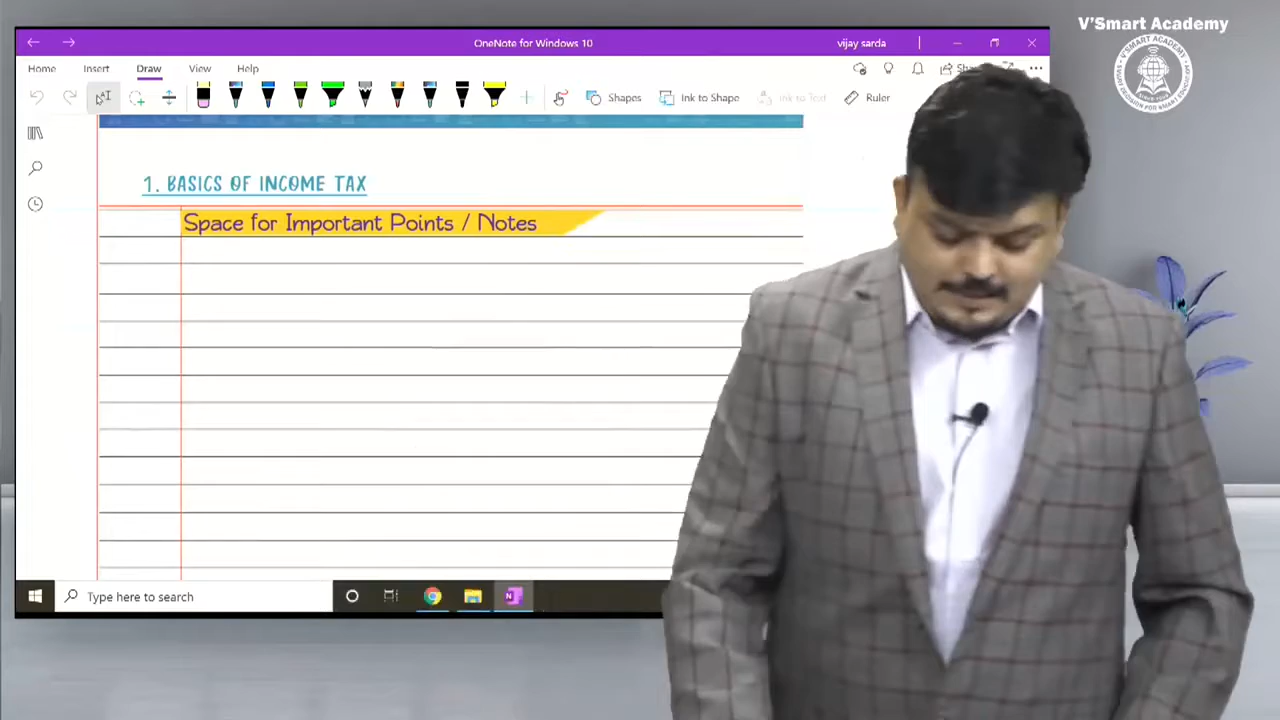 V'Smart Academy
OneNote for Windows 10
vijay sarda
Home Insert Draw View Help
Shapes Ink to Shape Ink to Text Ruler
1. BASICS OF INCOME TAX
Space for Important Points / Notes
Type here to search